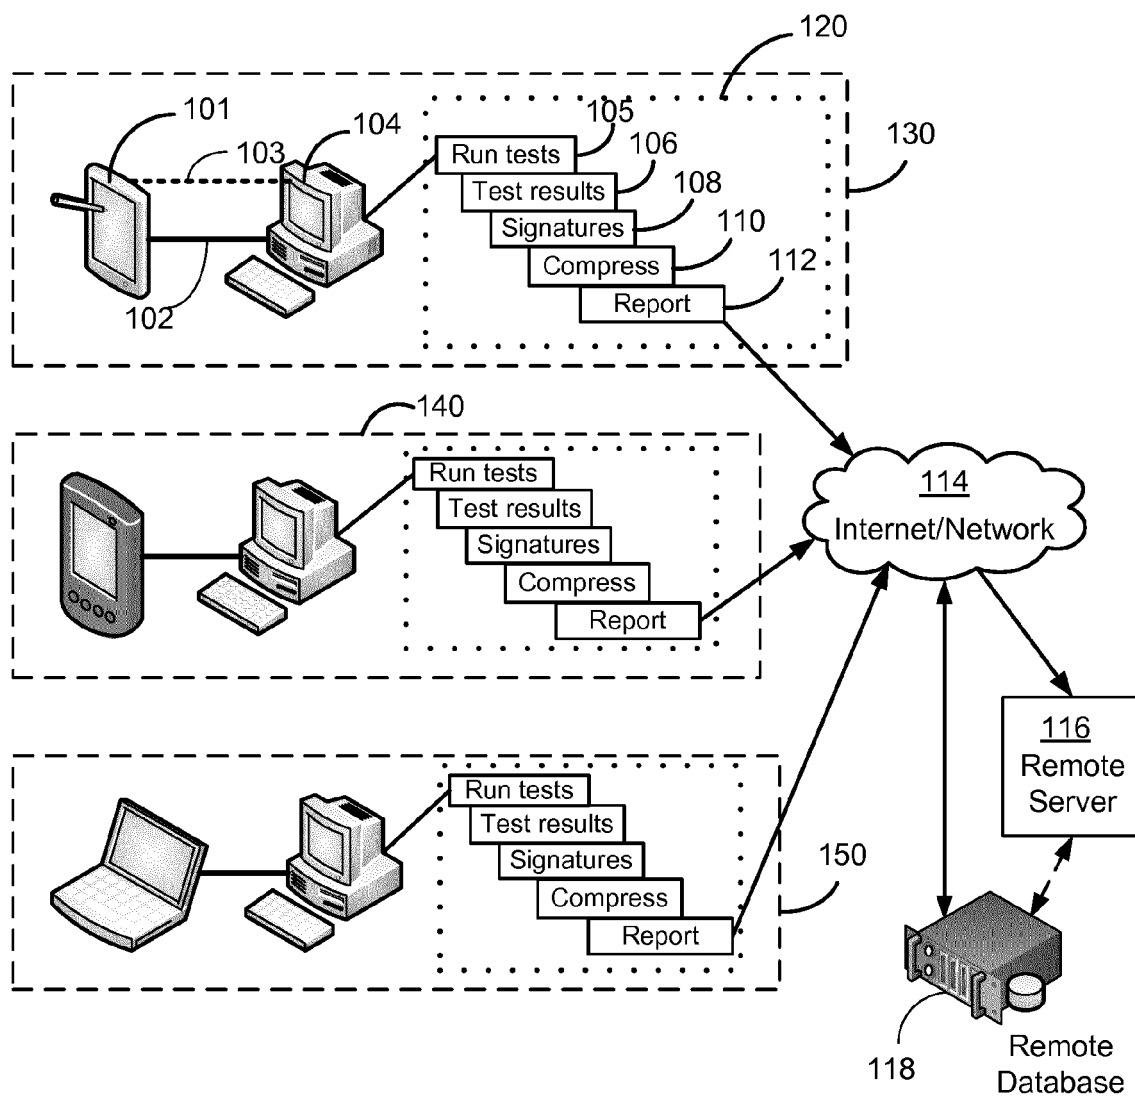 120
101
103
104
105
106
108
110
112
130
Run tests
Test results
Signatures
Compress
Report
102
140
Run tests
Test results
Signatures
Compress
Report
114
Internet/Network
116
Remote
Server
Run tests
Test results
Signatures
Compress
Report
150
118
Remote
Database